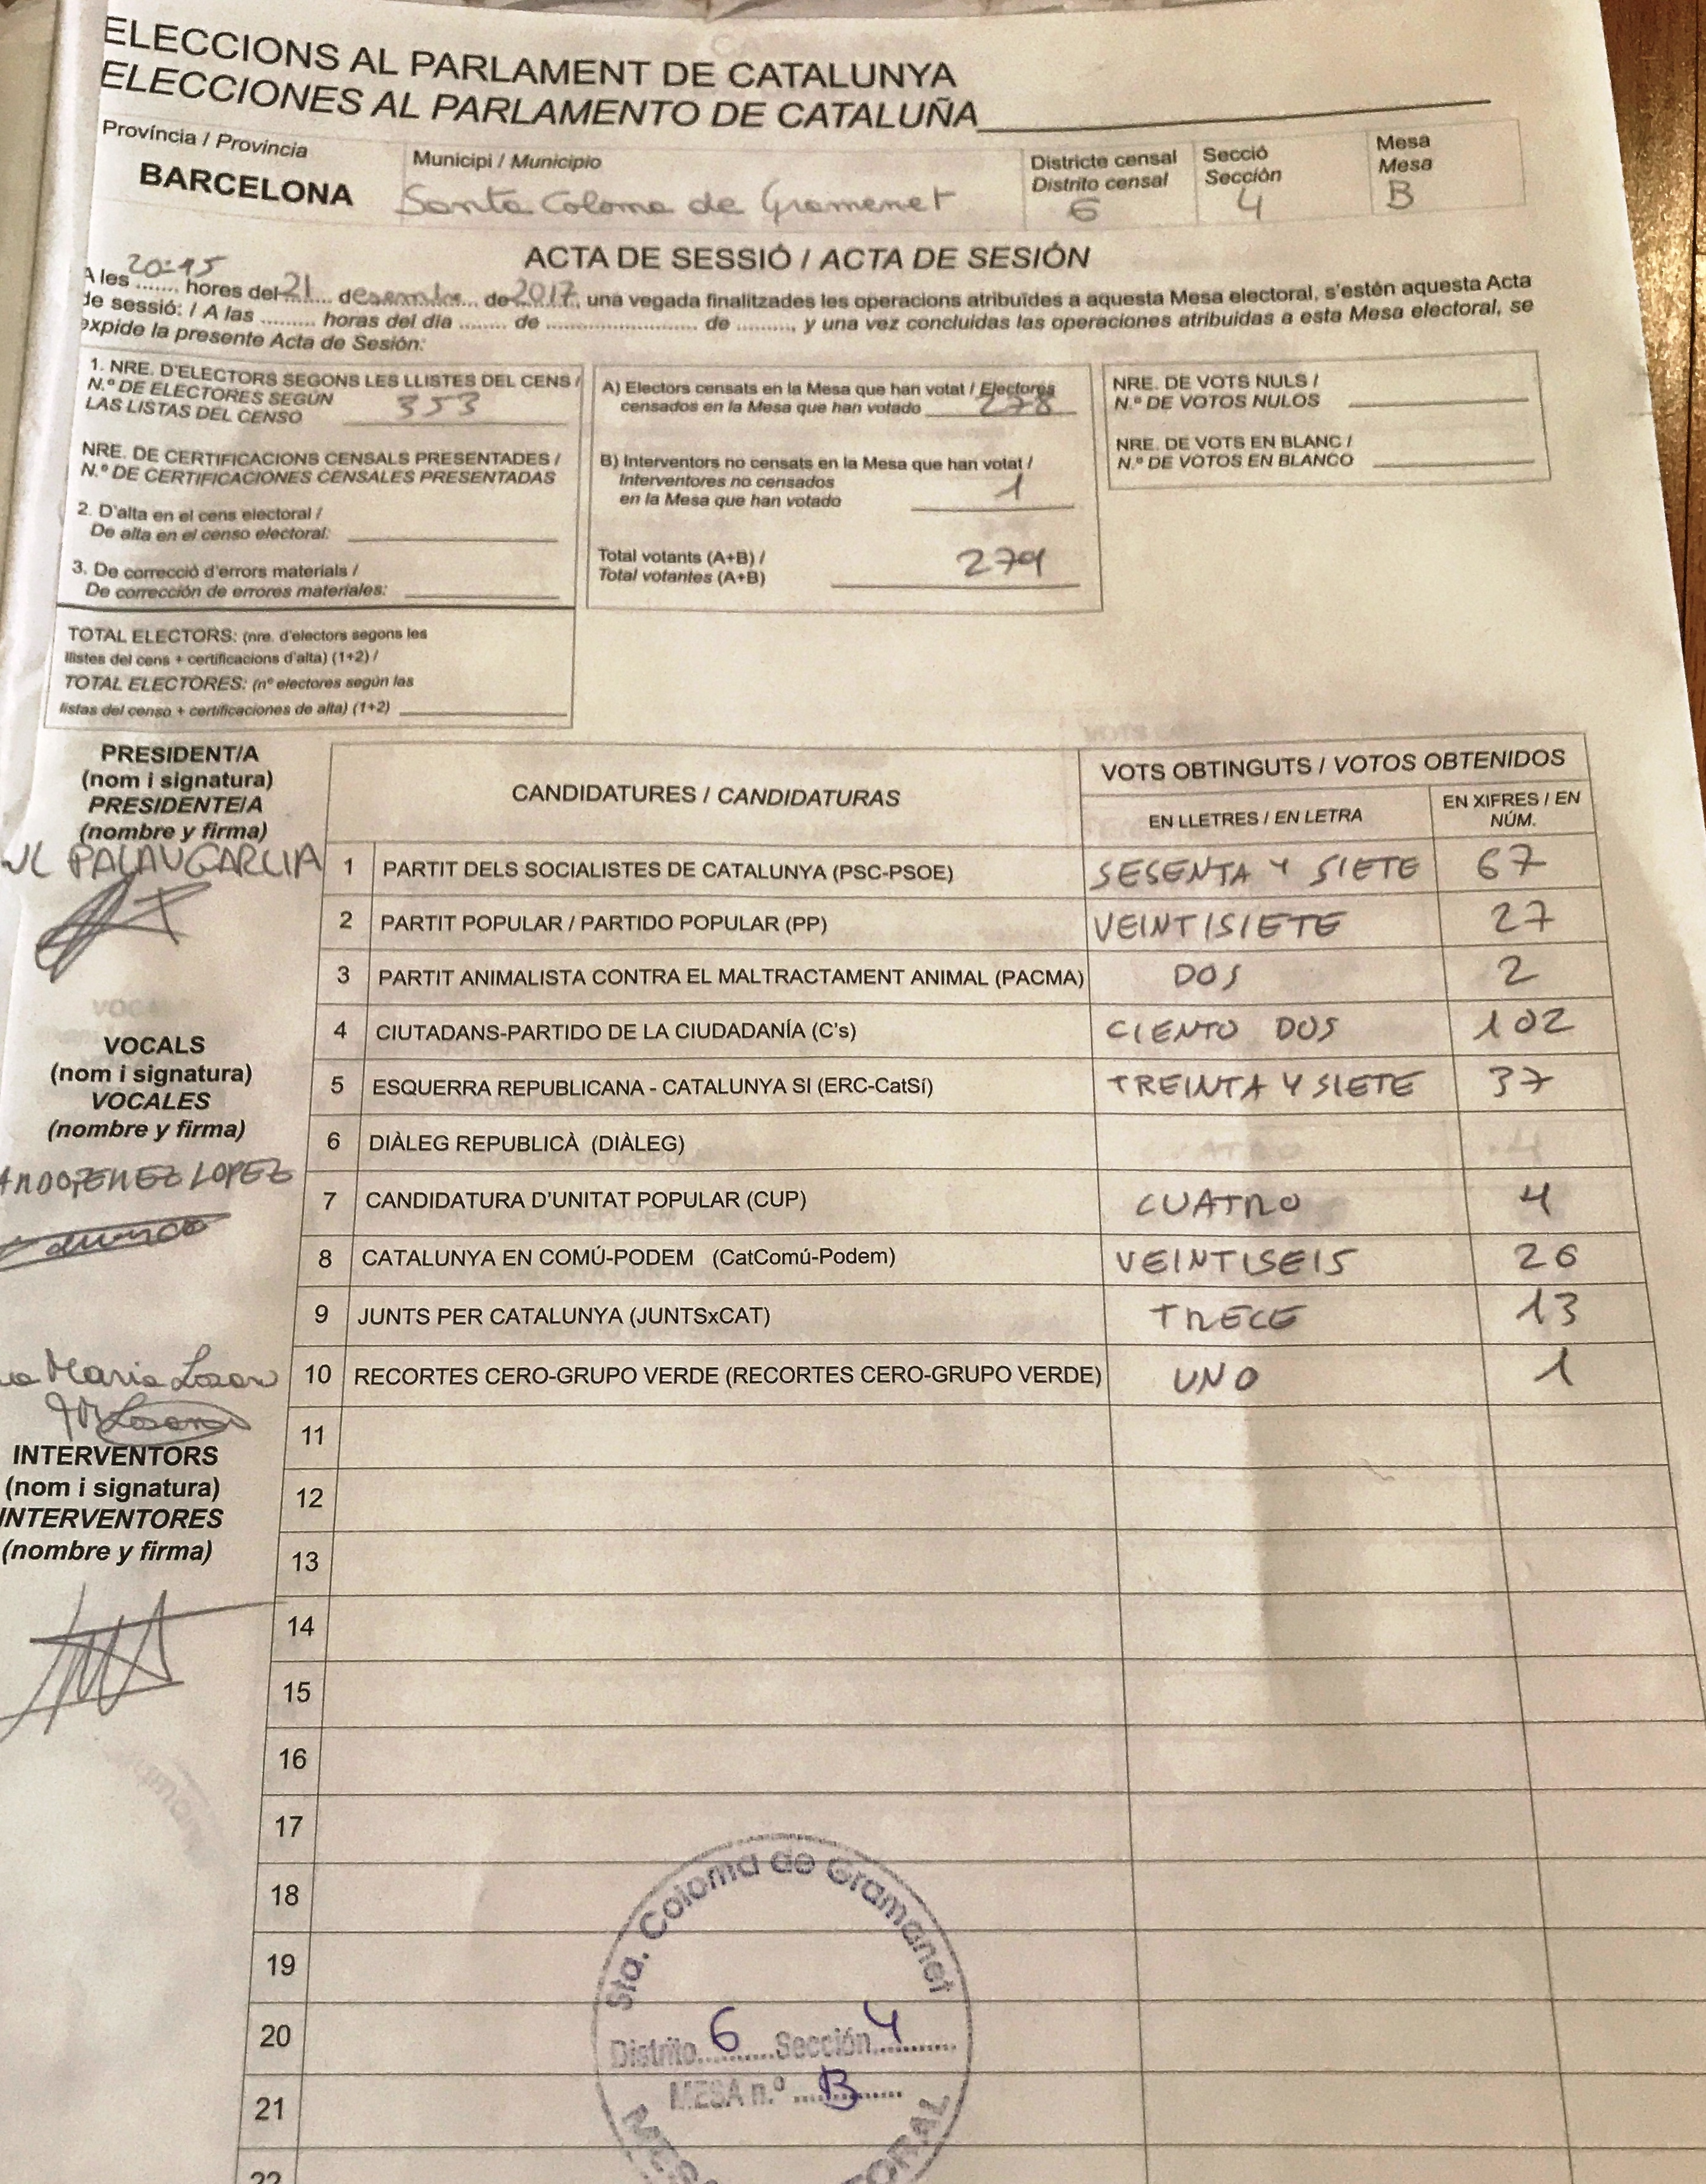 ELECCIONS AL PARLAMENT DE CATALUNYA
ELECCIONES AL PARLAMENTO DE CATALUÑA
Província / Provincia
BARCELONA
Municipi / Municipio
Santa Coloma de Gramenet
Districte censal
Distrito censal
6
Secció
Sección
4
Mesa
Mesa
B
ACTA DE SESSIÓ / ACTA DE SESIÓN
A les 20:15 hores del 21 desembre de 2017, una vegada finalitzades les operacions atribuïdes a aquesta Mesa electoral, s'estén aquesta Acta
de sessió: / A las ......... horas del día ........ de .......................... de .........., y una vez concluidas las operaciones atribuidas a esta Mesa electoral, se
expide la presente Acta de Sesión:
1. NRE. D'ELECTORS SEGONS LES LLISTES DEL CENS /
N.º DE ELECTORES SEGÚN
LAS LISTAS DEL CENSO 353
NRE. DE CERTIFICACIONS CENSALS PRESENTADES /
N.º DE CERTIFICACIONES CENSALES PRESENTADAS
2. D'alta en el cens electoral /
De alta en el censo electoral:
3. De correcció d'errors materials /
De corrección de errores materiales:
TOTAL ELECTORS: (nre. d'electors segons les
llistes del cens + certificacions d'alta) (1+2) /
TOTAL ELECTORES: (nº electores según las
listas del censo + certificaciones de alta) (1+2)
A) Electors censats en la Mesa que han votat / Electores
censados en la Mesa que han votado 278
B) Interventors no censats en la Mesa que han votat /
Interventores no censados
en la Mesa que han votado 1
Total votants (A+B) /
Total votantes (A+B) 279
NRE. DE VOTS NULS /
N.º DE VOTOS NULOS
NRE. DE VOTS EN BLANC /
N.º DE VOTOS EN BLANCO
PRESIDENT/A
(nom i signatura)
PRESIDENTE/A
(nombre y firma)
PALAU GARCIA
VOCALS
(nom i signatura)
VOCALES
(nombre y firma)
LOPEZ
Maria
INTERVENTORS
(nom i signatura)
INTERVENTORES
(nombre y firma)
CANDIDATURES / CANDIDATURAS
VOTS OBTINGUTS / VOTOS OBTENIDOS
EN LLETRES / EN LETRA
EN XIFRES / EN
NÚM.
1 PARTIT DELS SOCIALISTES DE CATALUNYA (PSC-PSOE) SESENTA Y SIETE 67
2 PARTIT POPULAR / PARTIDO POPULAR (PP) VEINTISIETE 27
3 PARTIT ANIMALISTA CONTRA EL MALTRACTAMENT ANIMAL (PACMA) DOS 2
4 CIUTADANS-PARTIDO DE LA CIUDADANÍA (C's) CIENTO DOS 102
5 ESQUERRA REPUBLICANA - CATALUNYA SI (ERC-CatSí) TREINTA Y SIETE 37
6 DIÀLEG REPUBLICÀ (DIÀLEG)
7 CANDIDATURA D'UNITAT POPULAR (CUP) CUATRO 4
8 CATALUNYA EN COMÚ-PODEM (CatComú-Podem) VEINTISEIS 26
9 JUNTS PER CATALUNYA (JUNTSxCAT) TRECE 13
10 RECORTES CERO-GRUPO VERDE (RECORTES CERO-GRUPO VERDE) UNO 1
11
12
13
14
15
16
17
18
19
20
21
22
Sta. Coloma de Gramanet
Distrito 6 Sección 4
MESA n.º B